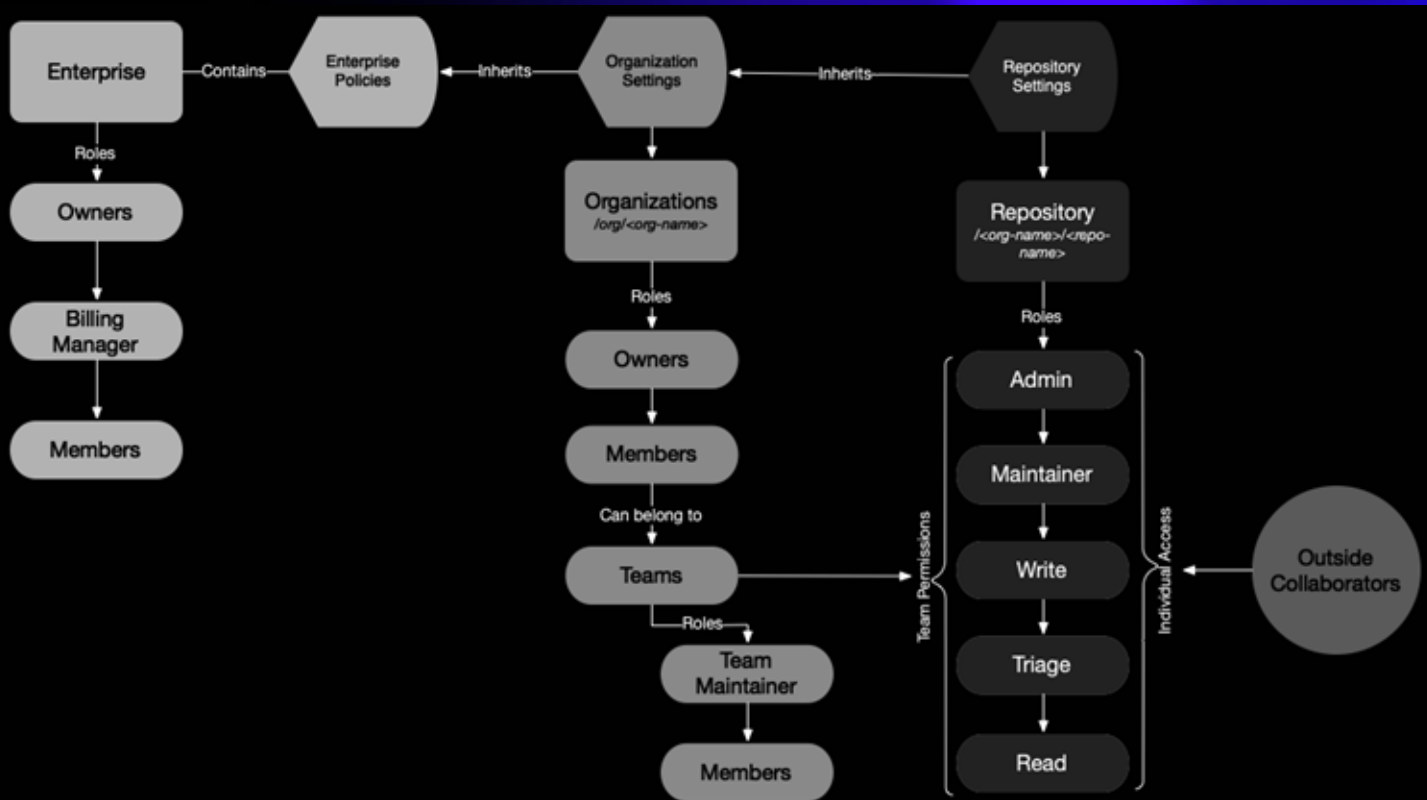 Enterprise
Contains
Enterprise
Policies
Inherits
Organization
Settings
Inherits
Repository
Settings
Roles
Owners
Billing
Manager
Members
Organizations
/org/<org-name>
Roles
Owners
Members
Can belong to
Teams
Roles
Team
Maintainer
Members
Repository
/<org-name>/<repo-
name>
Roles
Admin
Maintainer
Write
Triage
Read
Team Permissions
Individual Access
Outside
Collaborators